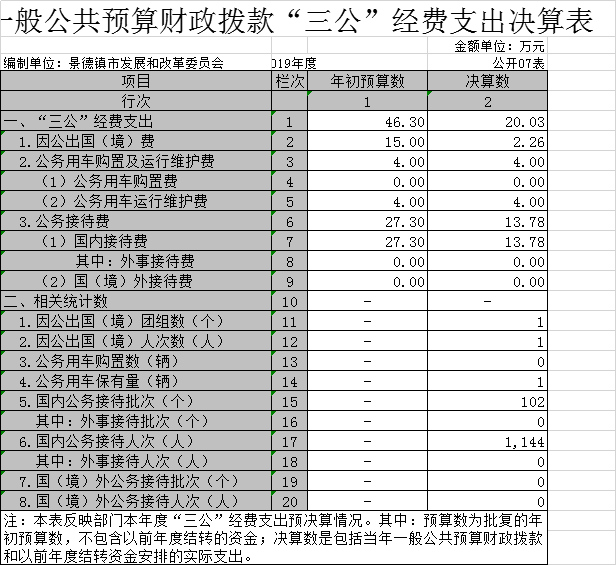 一般公共预算财政拨款“三公”经费支出决算表
金额单位：万元
编制单位：景德镇市发展和改革委员会 019年度 公开07表
项目 栏次 年初预算数 决算数
行次 1 2
一、“三公”经费支出 1 46.30 20.03
1.因公出国（境）费 2 15.00 2.26
2.公务用车购置及运行维护费 3 4.00 4.00
（1）公务用车购置费 4 0.00 0.00
（2）公务用车运行维护费 5 4.00 4.00
3.公务接待费 6 27.30 13.78
（1）国内接待费 7 27.30 13.78
其中：外事接待费 8 0.00 0.00
（2）国（境）外接待费 9 0.00 0.00
二、相关统计数 10 － －
1.因公出国（境）团组数（个） 11 － 1
2.因公出国（境）人次数（人） 12 － 1
3.公务用车购置数（辆） 13 － 0
4.公务用车保有量（辆） 14 － 1
5.国内公务接待批次（个） 15 － 102
其中：外事接待批次（个） 16 － 0
6.国内公务接待人次（人） 17 － 1,144
其中：外事接待人次（人） 18 － 0
7.国（境）外公务接待批次（个） 19 － 0
8.国（境）外公务接待人次（人） 20 － 0
注：本表反映部门本年度“三公”经费支出预决算情况。其中：预算数为批复的年
初预算数，不包含以前年度结转的资金；决算数是包括当年一般公共预算财政拨款
和以前年度结转资金安排的实际支出。